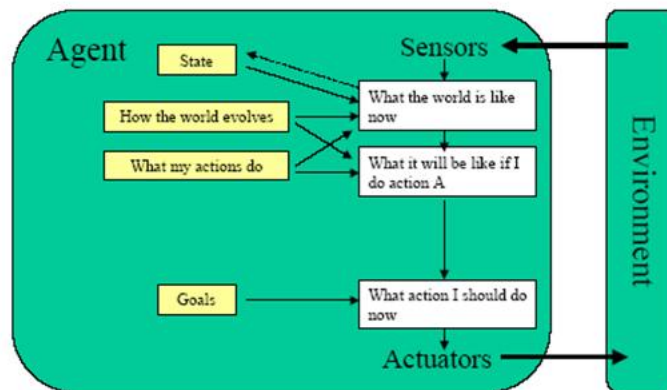 Agent
Sensors
State
What the world is like
now
How the world evolves
What my actions do
What it will be like if I
do action A
Goals
What action I should do
now
Actuators
Environment